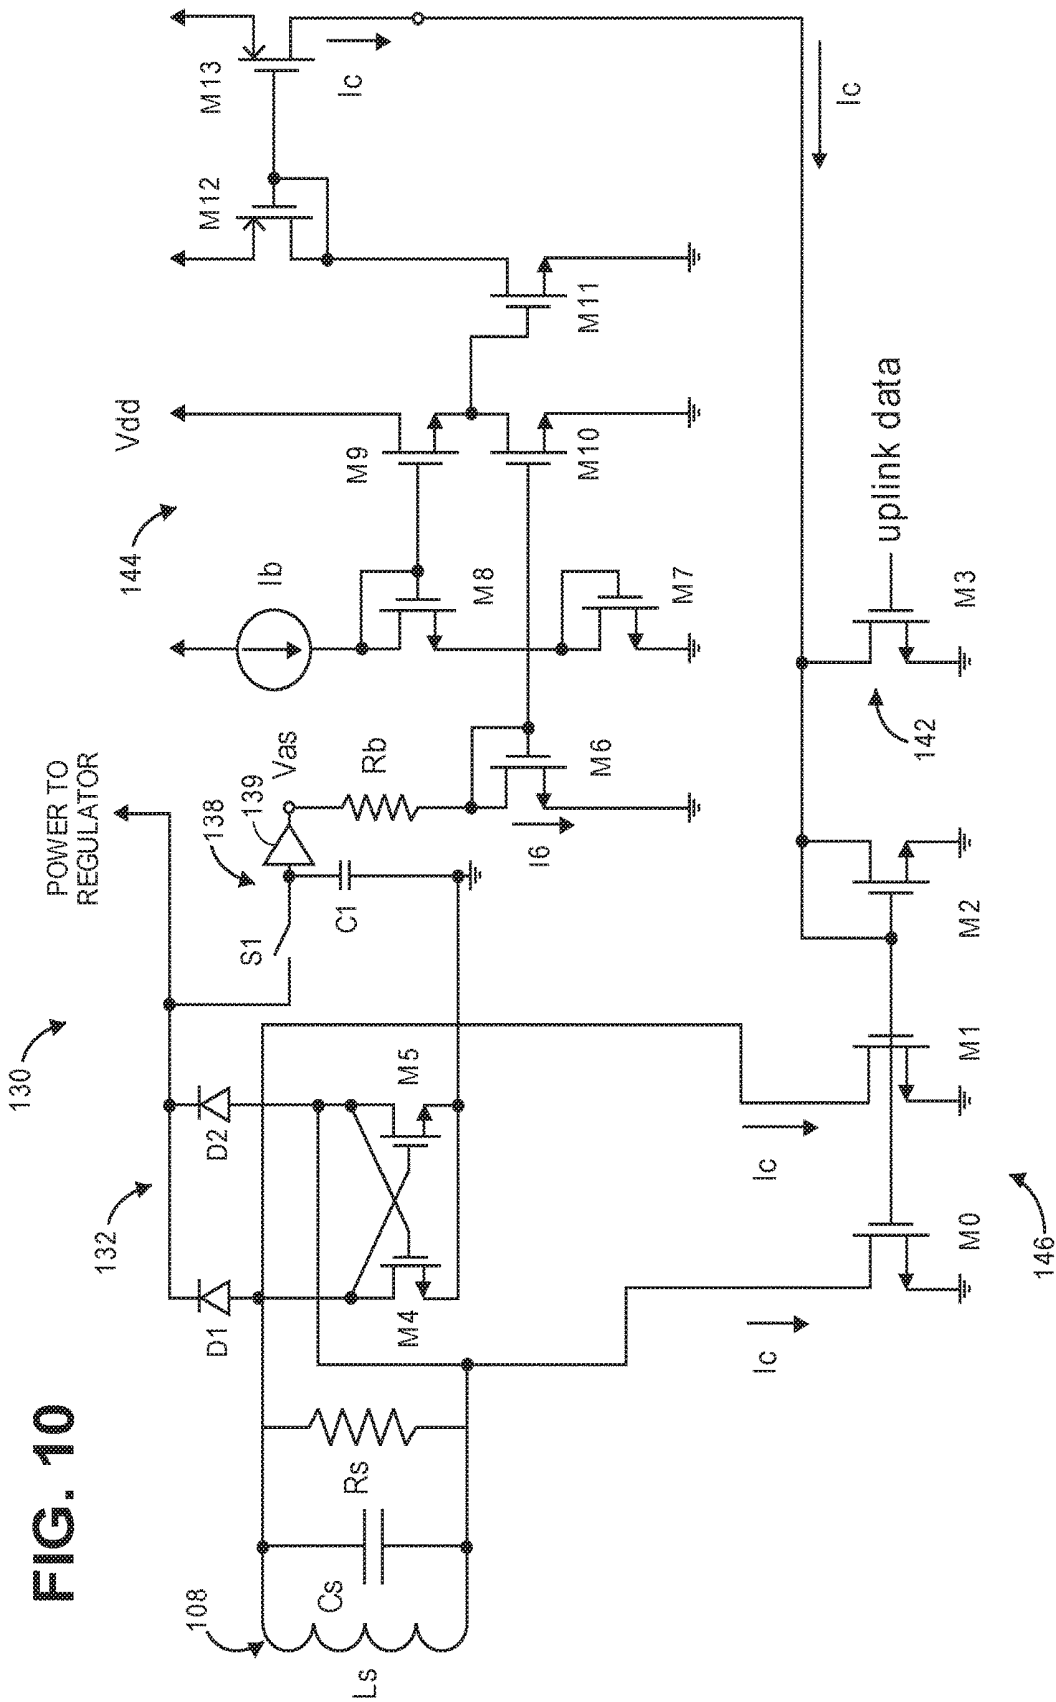 FIG. 10
130
132
108
Ls
Cs
Rs
D1
D2
M4
M5
POWER TO
REGULATOR
S1
138
139
C1
Vas
Rb
I6
M6
144
Ib
M8
M7
Vdd
M9
M10
M11
M12
M13
Ic
Ic
uplink data
M3
142
M2
M1
M0
Ic
Ic
146